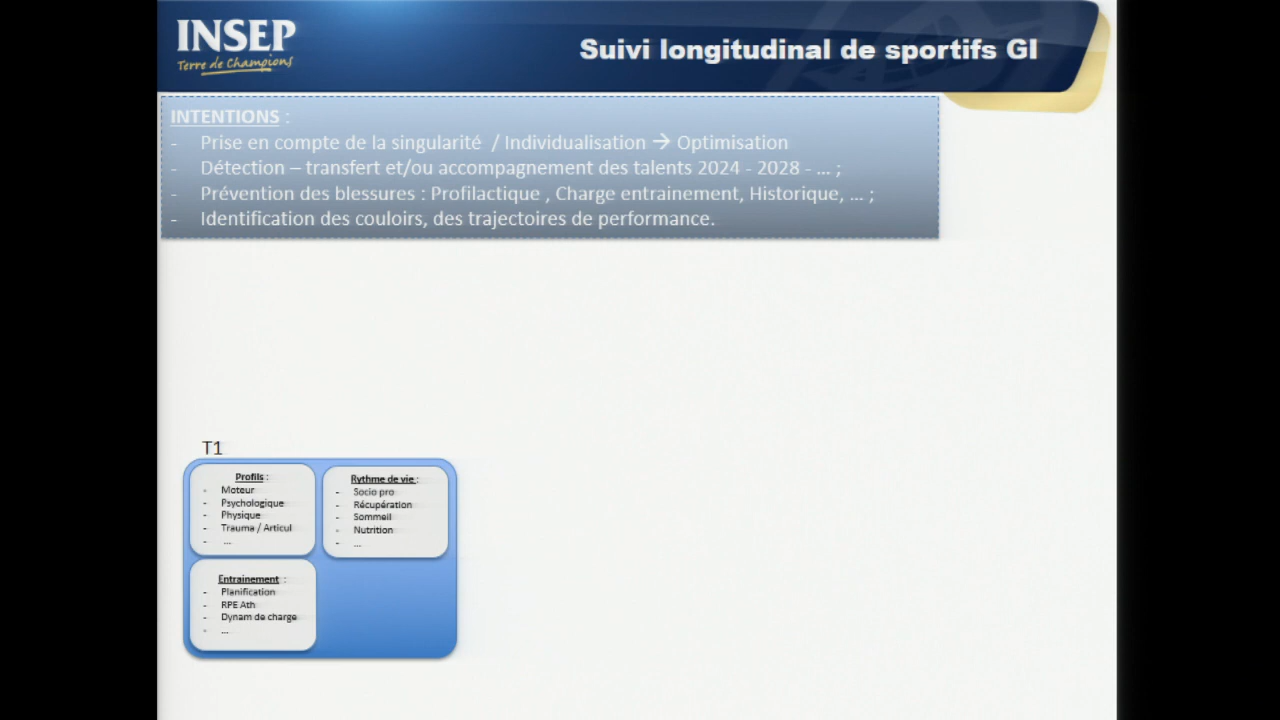 INSEP
Terre de Champions
Suivi longitudinal de sportifs GI
INTENTIONS :
- Prise en compte de la singularité / Individualisation → Optimisation
- Détection – transfert et/ou accompagnement des talents 2024 - 2028 - ... ;
- Prévention des blessures : Profilactique , Charge entrainement, Historique, ... ;
- Identification des couloirs, des trajectoires de performance.
T1
Profils :
- Moteur
- Psychologique
- Physique
- Trauma / Articul
- ...
Rythme de vie :
- Socio pro
- Récupération
- Sommeil
- Nutrition
- ...
Entrainement :
- Planification
- RPE Ath
- Dynam de charge
- ...